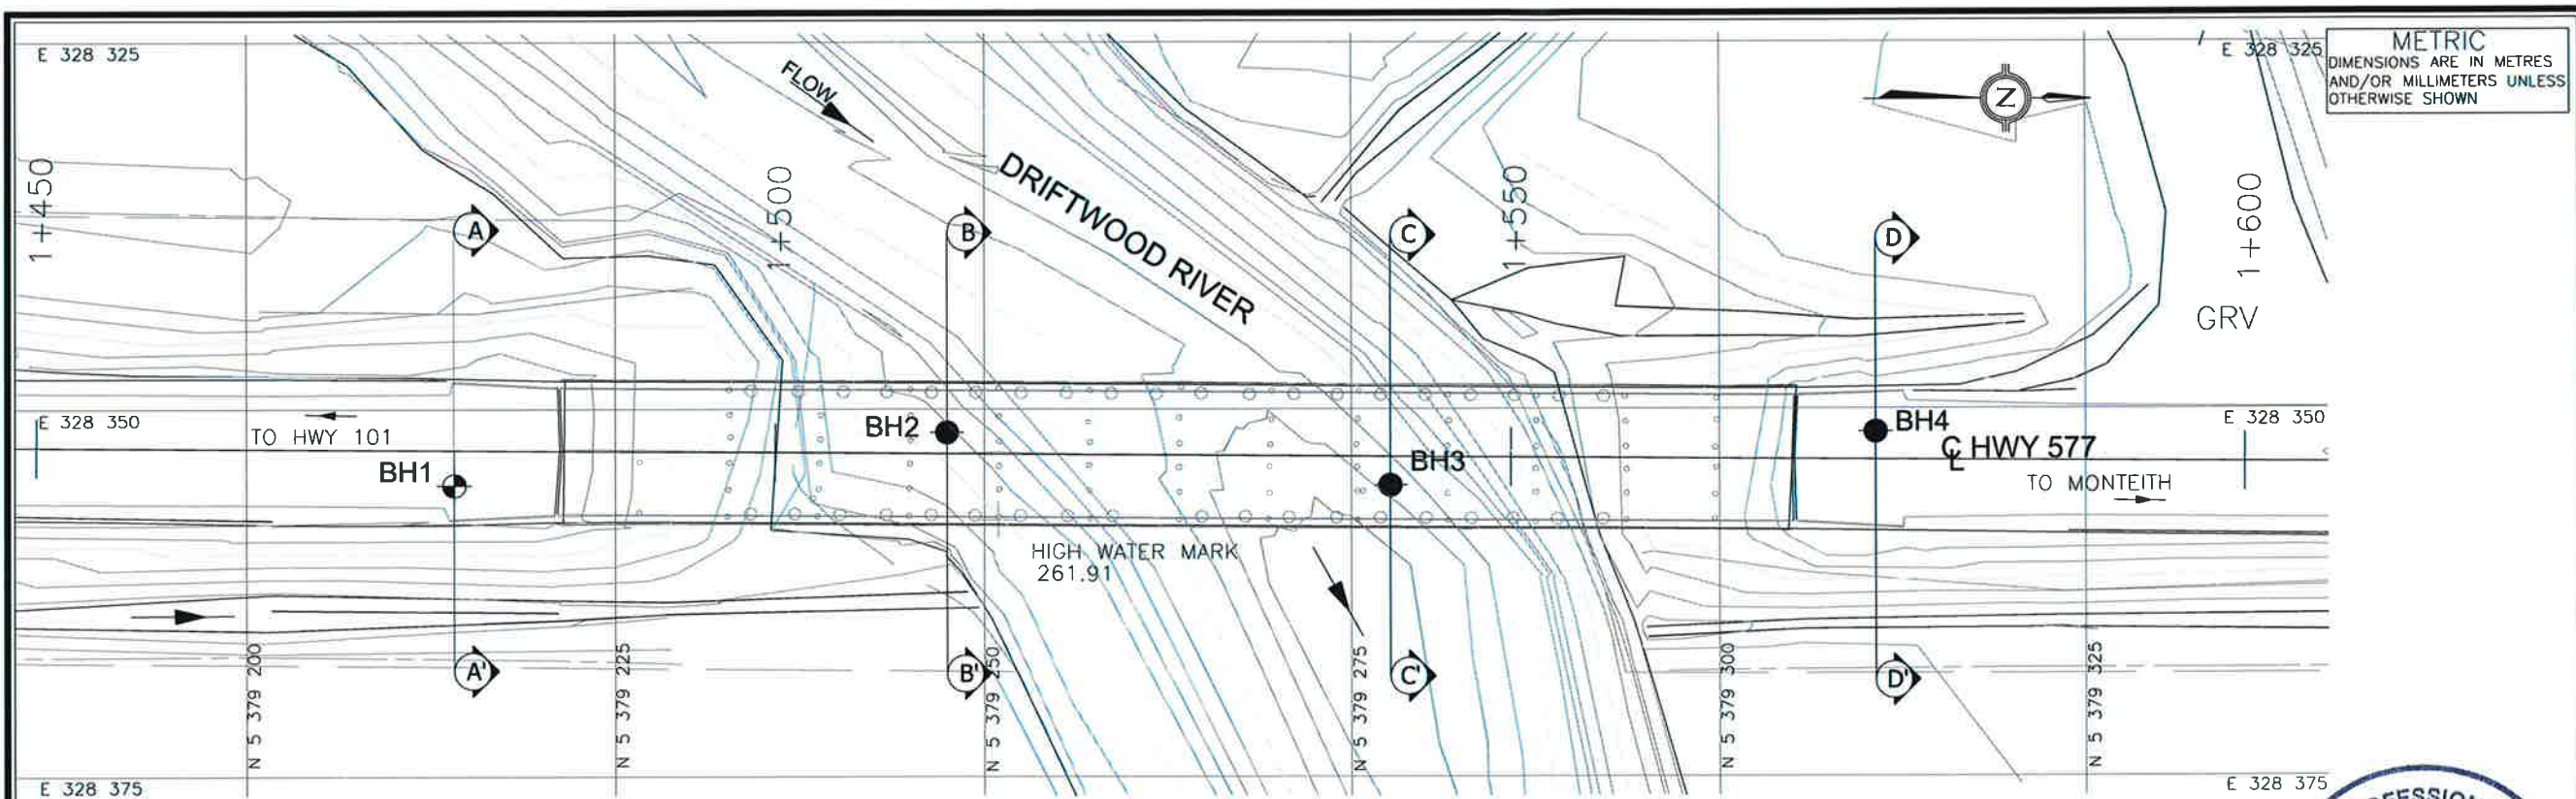 E 328 325
E 328 325
METRIC
DIMENSIONS ARE IN METRES
AND/OR MILLIMETERS UNLESS
OTHERWISE SHOWN
FLOW
Z
DRIFTWOOD RIVER
1+450
1+500
1+550
1+600
A
B
C
D
GRV
E 328 350
TO HWY 101
BH1
BH2
BH3
BH4
℄ HWY 577
E 328 350
TO MONTEITH
HIGH WATER MARK
261.91
A'
B'
C'
D'
N 5 379 200
N 5 379 225
N 5 379 250
N 5 379 275
N 5 379 300
N 5 379 325
E 328 375
E 328 375